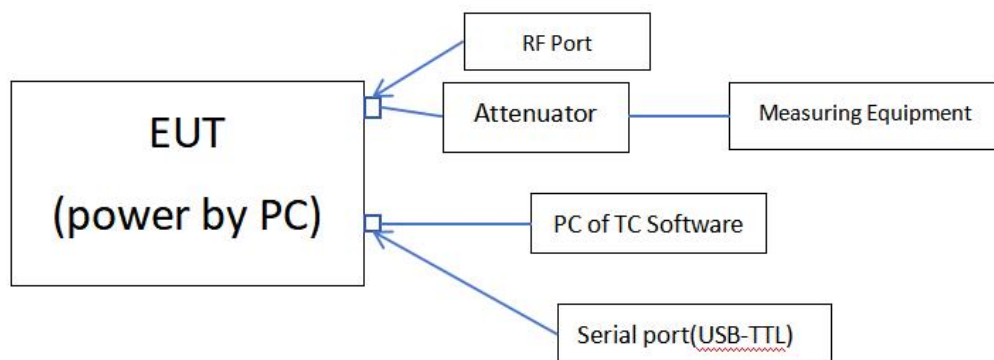 RF Port
EUT
(power by PC)
Attenuator
Measuring Equipment
PC of TC Software
Serial port(USB-TTL)